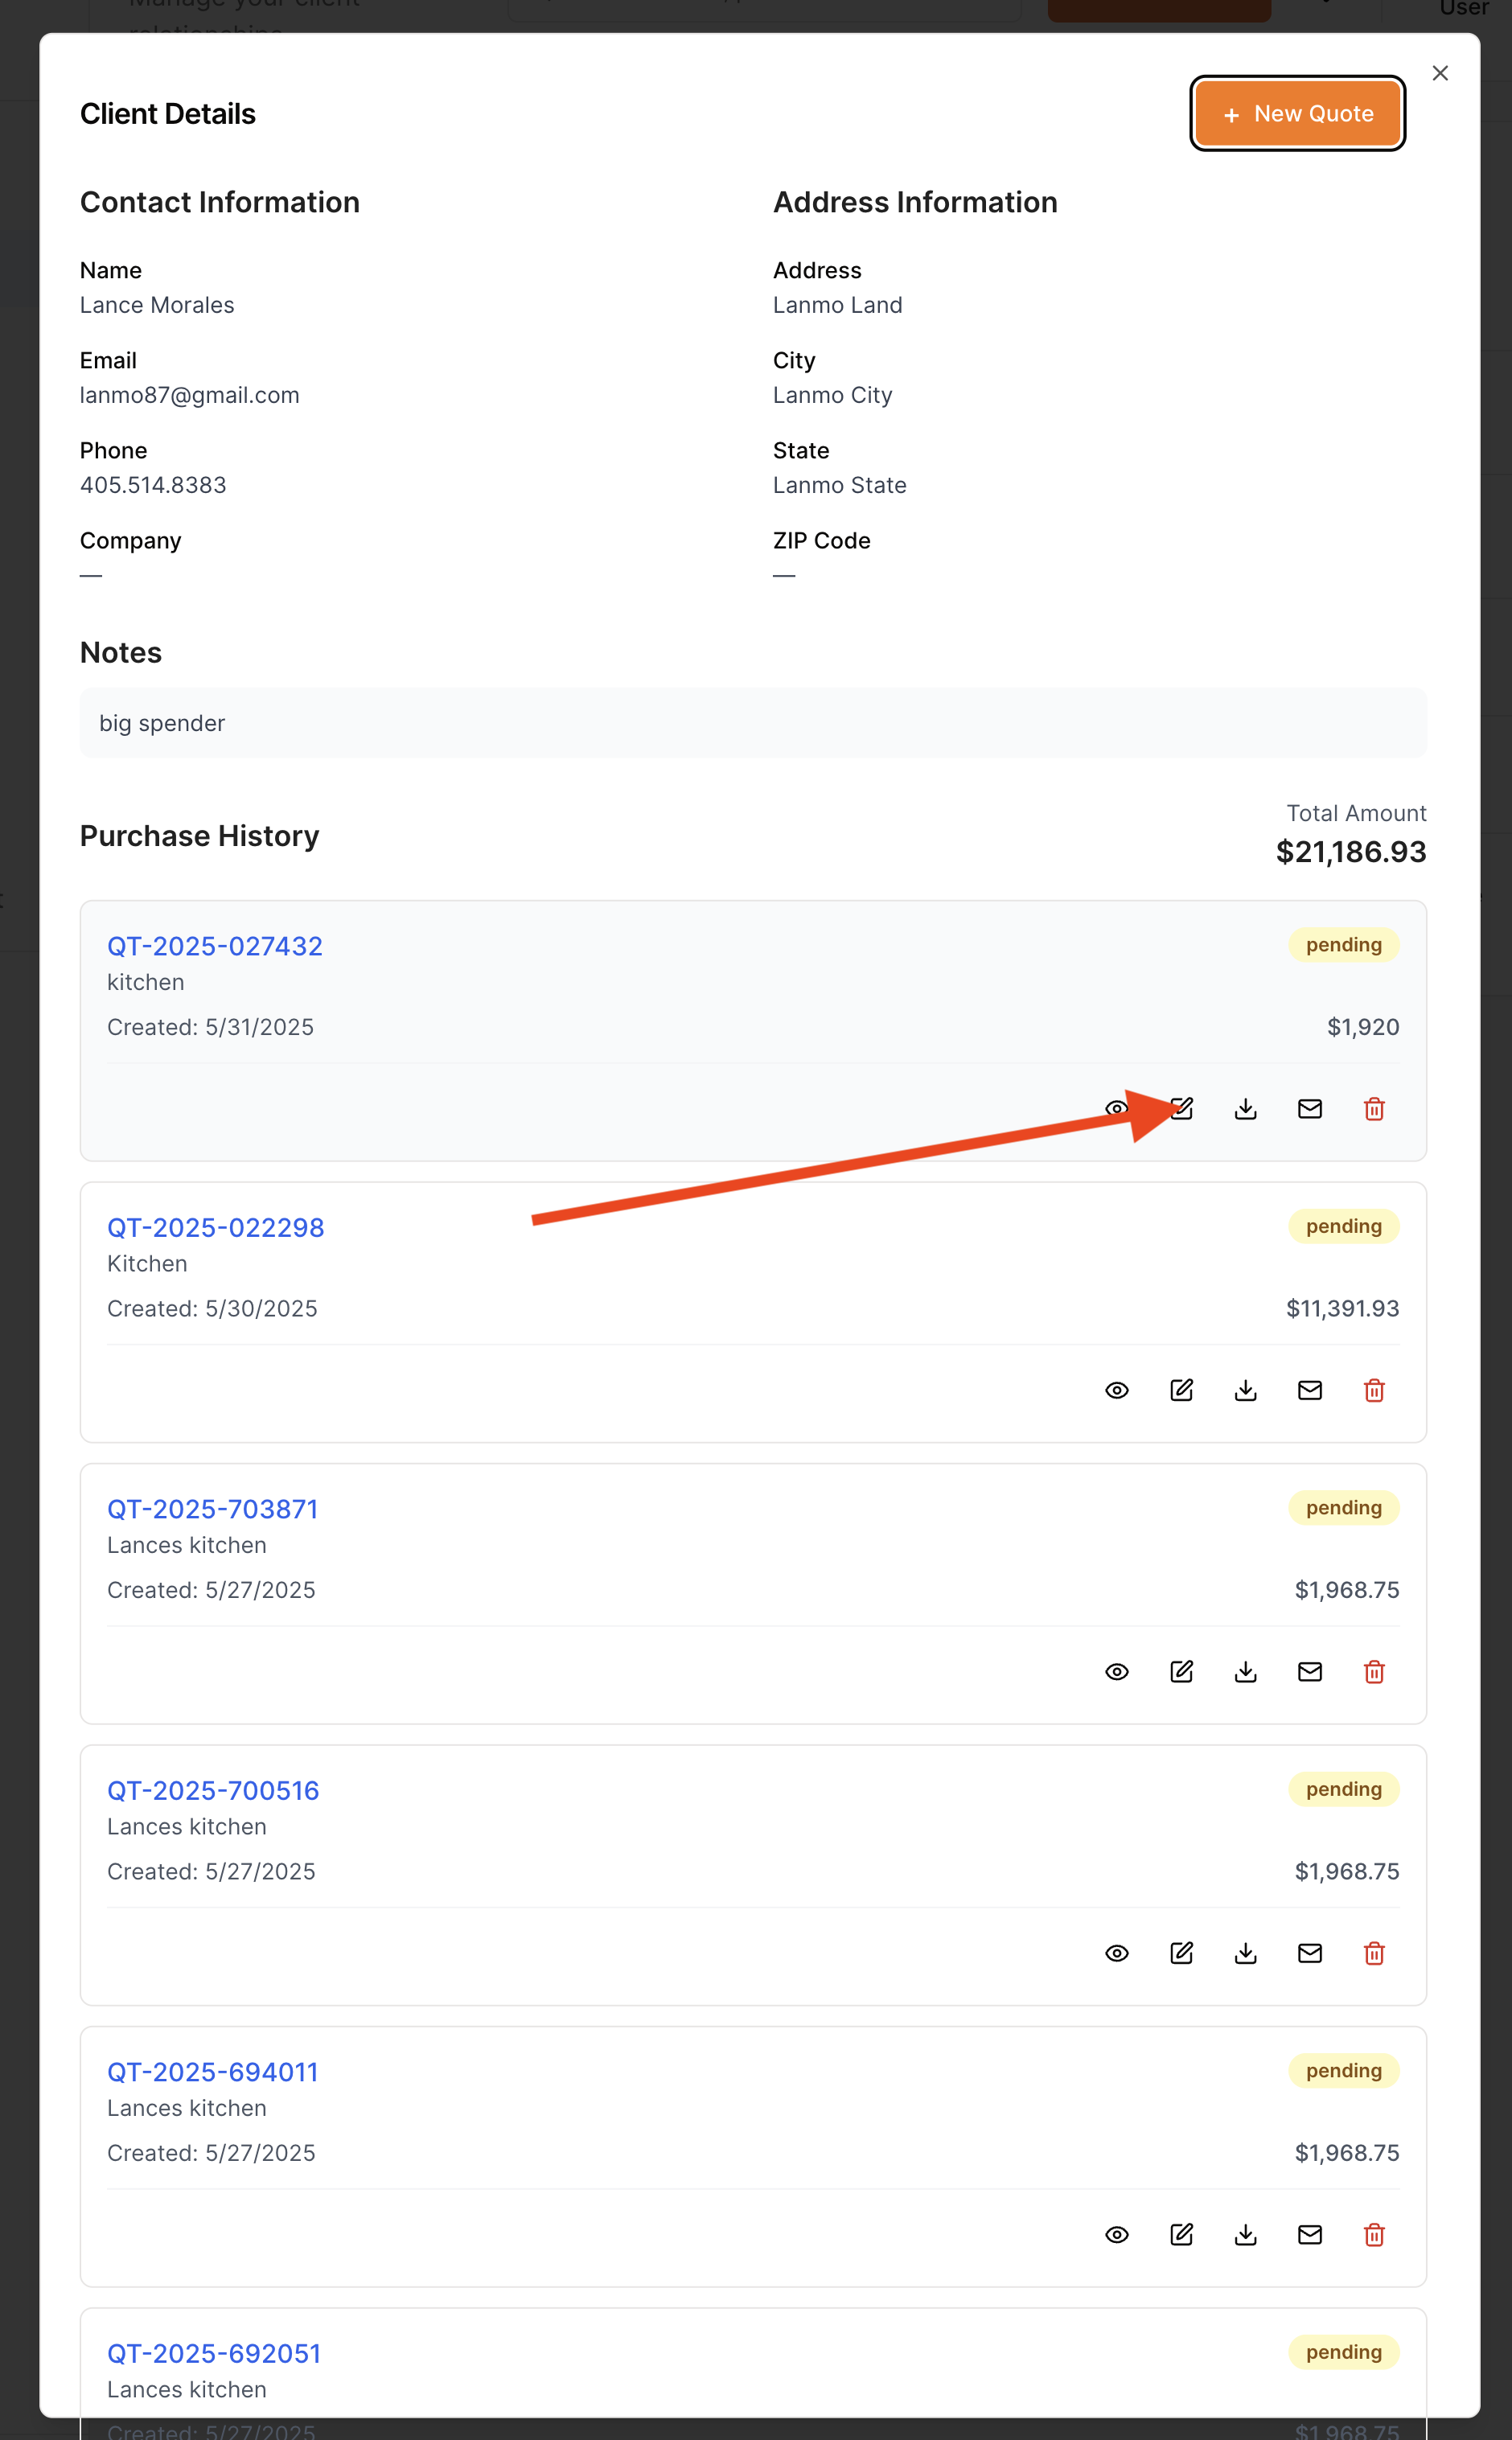 Manage your client
relationships
User
Client Details
+ New Quote
Contact Information
Address Information
Name
Lance Morales
Address
Lanmo Land
Email
lanmo87@gmail.com
City
Lanmo City
Phone
405.514.8383
State
Lanmo State
Company
—
ZIP Code
—
Notes
big spender
Purchase History
Total Amount
$21,186.93
QT-2025-027432
pending
kitchen
Created: 5/31/2025
$1,920
QT-2025-022298
pending
Kitchen
Created: 5/30/2025
$11,391.93
QT-2025-703871
pending
Lances kitchen
Created: 5/27/2025
$1,968.75
QT-2025-700516
pending
Lances kitchen
Created: 5/27/2025
$1,968.75
QT-2025-694011
pending
Lances kitchen
Created: 5/27/2025
$1,968.75
QT-2025-692051
pending
Lances kitchen
Created: 5/27/2025
$1,968.75